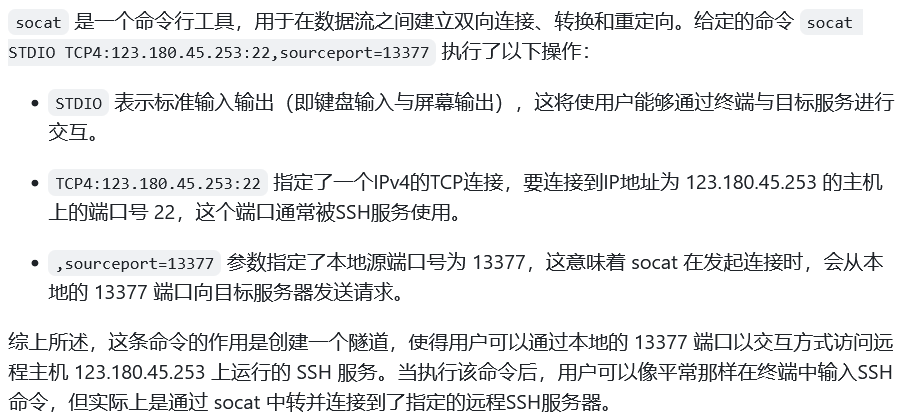 socat 是一个命令行工具，用于在数据流之间建立双向连接、转换和重定向。给定的命令 socat
STDIO TCP4:123.180.45.253:22,sourceport=13377 执行了以下操作：
• STDIO 表示标准输入输出（即键盘输入与屏幕输出），这将使用户能够通过终端与目标服务进行
交互。
• TCP4:123.180.45.253:22 指定了一个IPv4的TCP连接，要连接到IP地址为 123.180.45.253 的主机
上的端口号 22，这个端口通常被SSH服务使用。
• ,sourceport=13377 参数指定了本地源端口号为 13377，这意味着 socat 在发起连接时，会从本
地的 13377 端口向目标服务器发送请求。
综上所述，这条命令的作用是创建一个隧道，使得用户可以通过本地的 13377 端口以交互方式访问远
程主机 123.180.45.253 上运行的 SSH 服务。当执行该命令后，用户可以像平常那样在终端中输入SSH
命令，但实际上是通过 socat 中转并连接到了指定的远程SSH服务器。